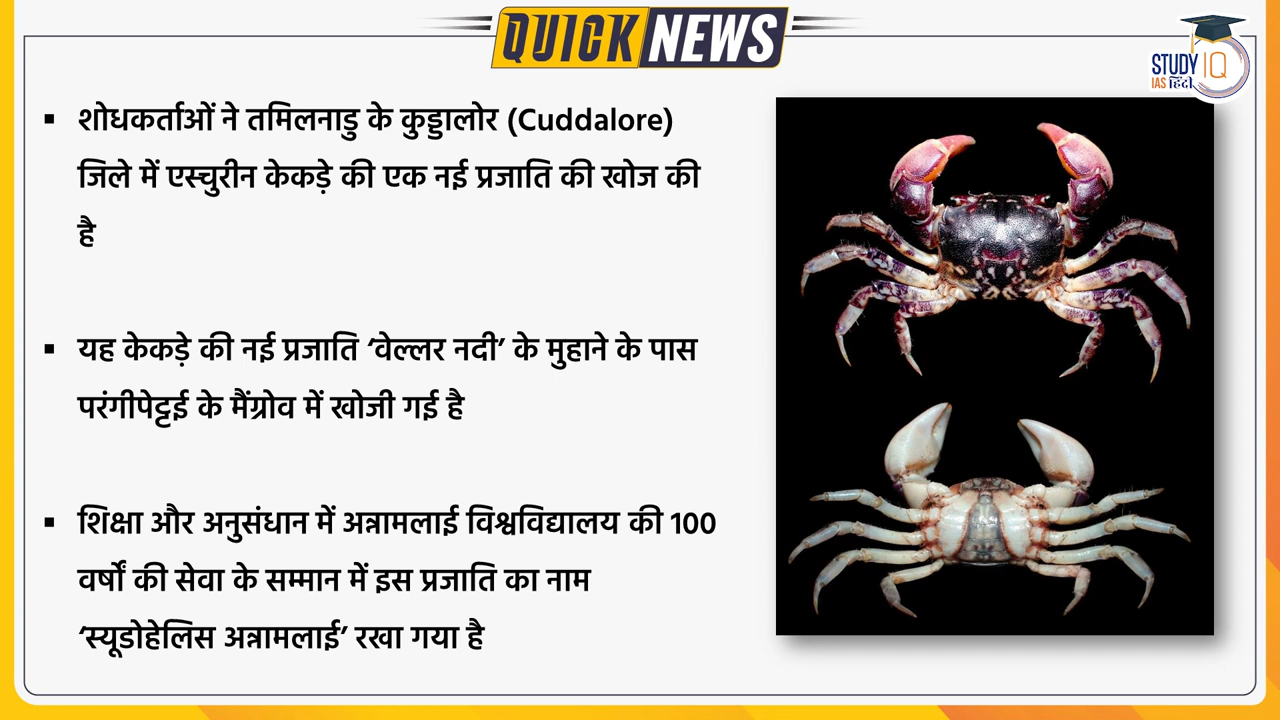 QUICK NEWS
STUDY IQ
IAS हिंदी
▪ शोधकर्ताओं ने तमिलनाडु के कुड्डालोर (Cuddalore)
जिले में एस्चुरीन केकड़े की एक नई प्रजाति की खोज की
है
▪ यह केकड़े की नई प्रजाति ‘वेल्लर नदी’ के मुहाने के पास
परंगीपेट्टई के मैंग्रोव में खोजी गई है
▪ शिक्षा और अनुसंधान में अन्नामलाई विश्वविद्यालय की 100
वर्षों की सेवा के सम्मान में इस प्रजाति का नाम
‘स्यूडोहेलिस अन्नामलाई’ रखा गया है